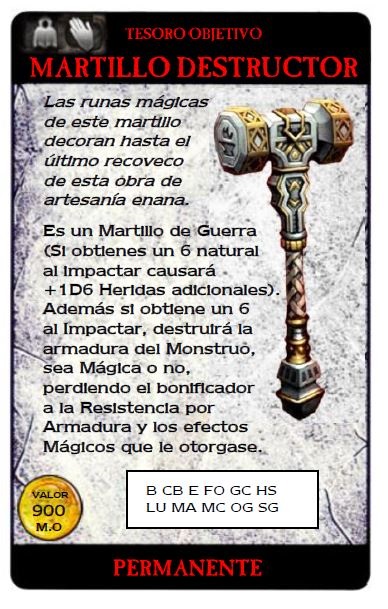 TESORO OBJETIVO
MARTILLO DESTRUCTOR
Las runas mágicas
de este martillo
decoran hasta el
último recoveco
de esta obra de
artesanía enana.
Es un Martillo de Guerra
(Si obtienes un 6 natural
al impactar causará
+1D6 Heridas adicionales).
Además si obtiene un 6
al Impactar, destruirá la
armadura del Monstruo,
sea Mágica o no,
perdiendo el bonificador
a la Resistencia por
Armadura y los efectos
Mágicos que le otorgase.
VALOR
900
M.O
B CB E FO GC HS
LU MA MC OG SG
PERMANENTE